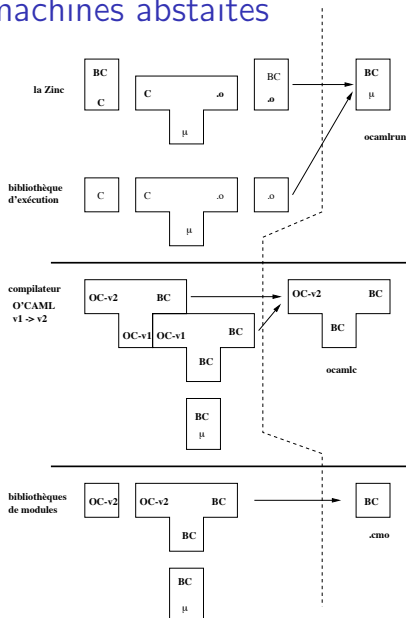 machines abstaites
BC
C
la Zinc
C .o
µ
BC
.o
BC
µ
ocamlrun
bibliothèque
d'exécution
C
C .o
µ
.o
compilateur
O'CAML
v1 -> v2
OC-v2 BC
OC-v1
OC-v1 BC
BC
OC-v2 BC
BC
ocamlc
BC
µ
bibliothèques
de modules
OC-v2
OC-v2 BC
BC
BC
.cmo
BC
µ